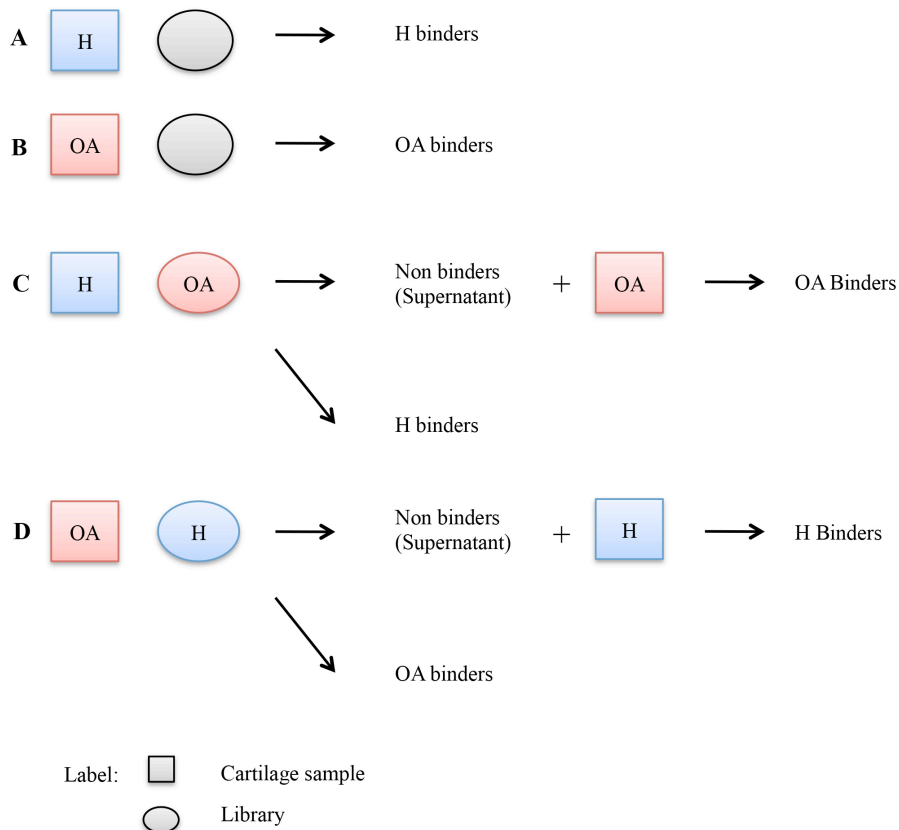 A H H binders
B OA OA binders
C H OA Non binders
(Supernatant) + OA OA Binders
H binders
D OA H Non binders
(Supernatant) + H H Binders
OA binders
Label: Cartilage sample
Library